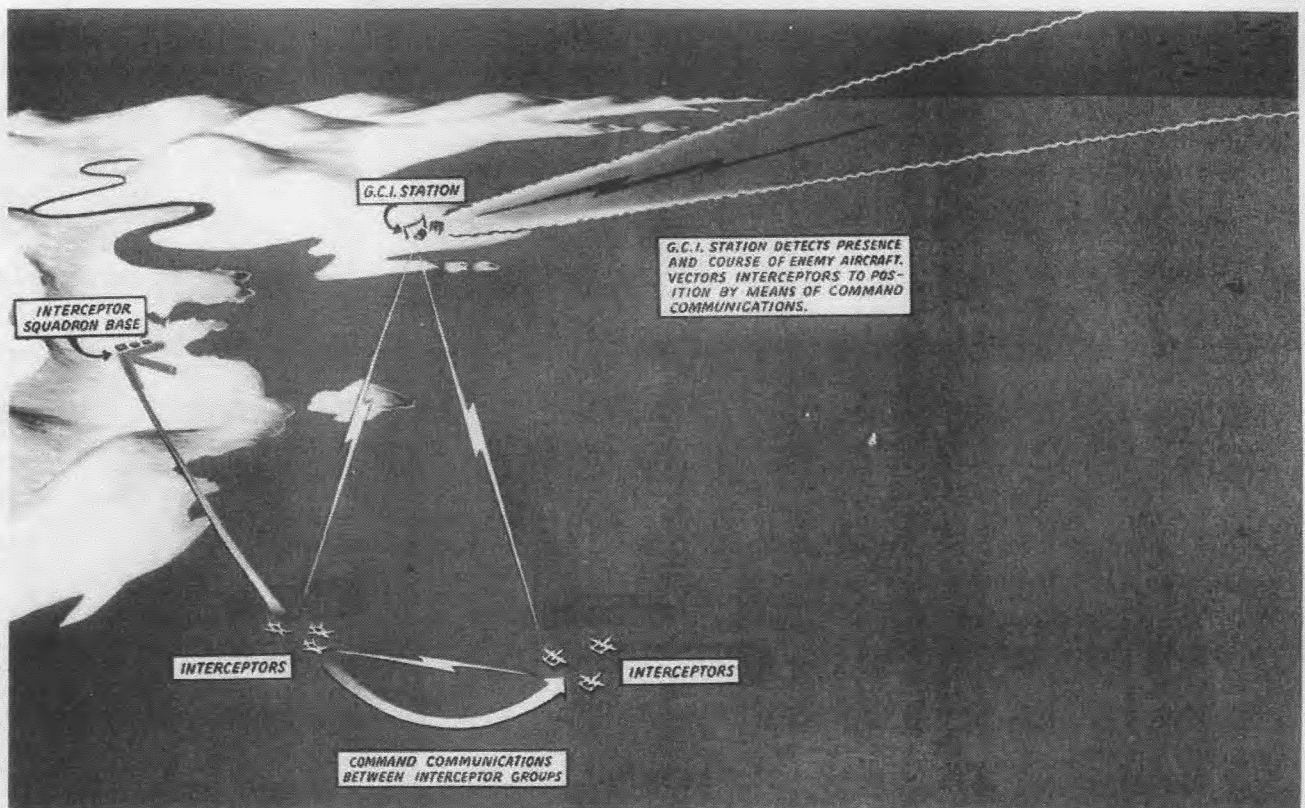 G.C.I. STATION
G.C.I. STATION DETECTS PRESENCE
AND COURSE OF ENEMY AIRCRAFT.
VECTORS INTERCEPTORS TO POS-
ITION BY MEANS OF COMMAND
COMMUNICATIONS.
INTERCEPTOR
SQUADRON BASE
INTERCEPTORS
INTERCEPTORS
COMMAND COMMUNICATIONS
BETWEEN INTERCEPTOR GROUPS